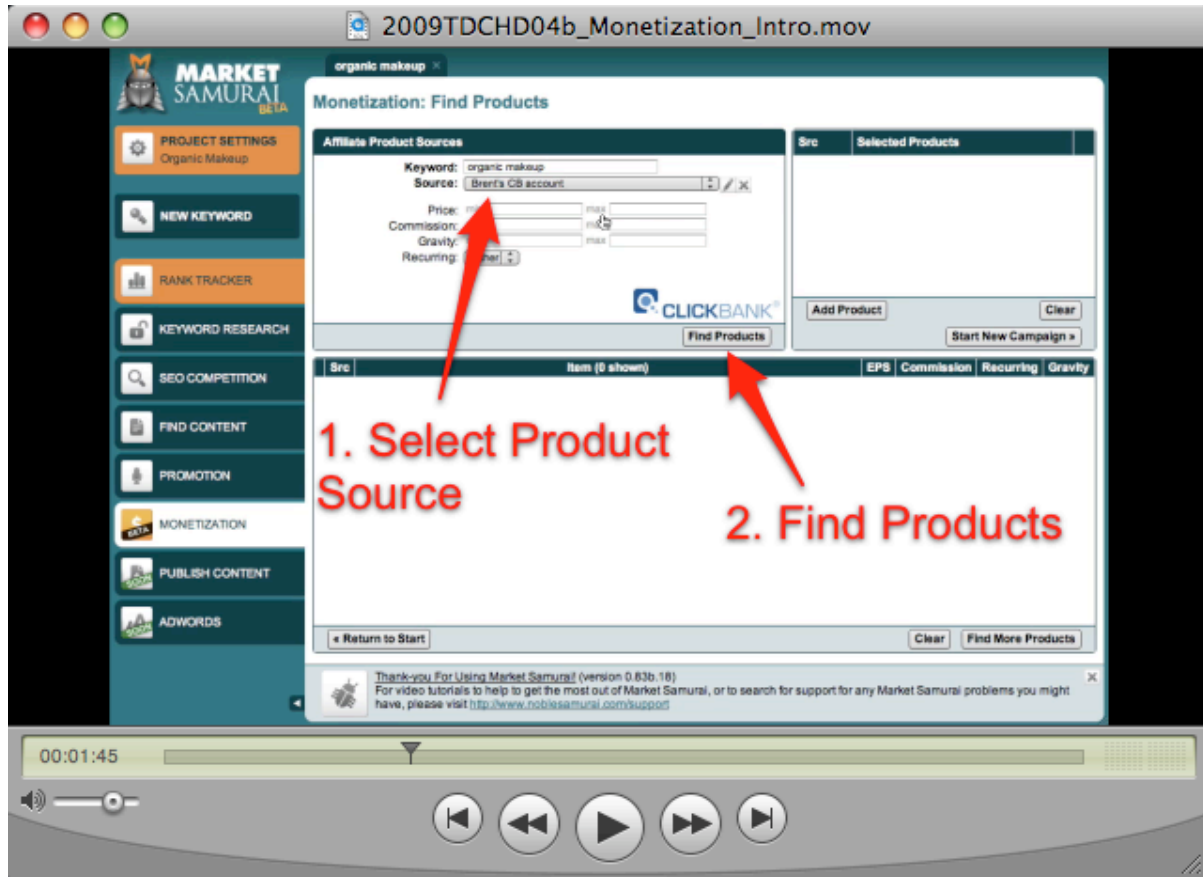 2009TDCHD04b_Monetization_Intro.mov
MARKET
SAMURAI
BETA
organic makeup ×
Monetization: Find Products
PROJECT SETTINGS
Organic Makeup
NEW KEYWORD
RANK TRACKER
KEYWORD RESEARCH
SEO COMPETITION
FIND CONTENT
PROMOTION
BETA
MONETIZATION
SOON
PUBLISH CONTENT
SOON
ADWORDS
Affiliate Product Sources
Keyword: organic makeup
Source: Brent's CB account
Price: max
Commission:
Gravity: max
Recurring:
CLICKBANK®
Find Products
Src Selected Products
Add Product Clear
Start New Campaign »
Src Item (0 shown) EPS Commission Recurring Gravity
1. Select Product
Source
2. Find Products
« Return to Start Clear Find More Products
Thank-you For Using Market Samurai! (version 0.83b.18)
For video tutorials to help to get the most out of Market Samurai, or to search for support for any Market Samurai problems you might
have, please visit http://www.noblesamurai.com/support
00:01:45